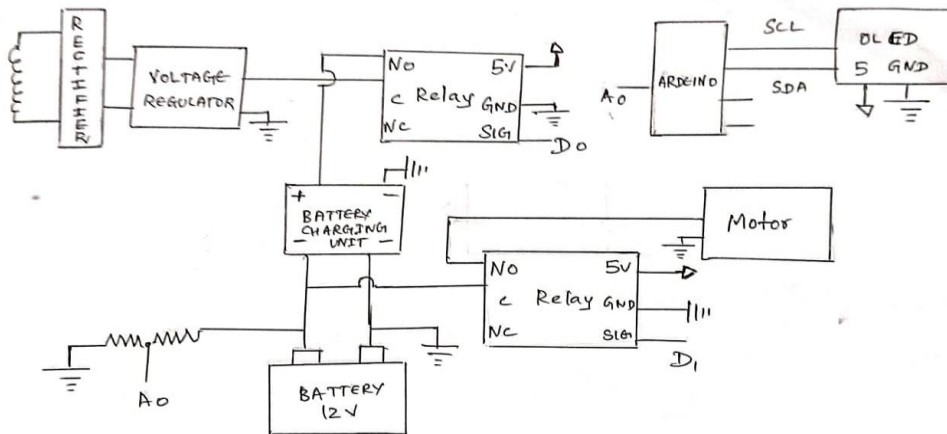 RECTIFIER
VOLTAGE
REGULATOR
NO
5V
C Relay GND
NC
SIG
D0
A0
ARDEINO
SCL
SDA
OLED
5 GND
+ -
BATTERY
CHARGING
- UNIT -
Motor
NO
5V
C Relay GND
NC
SIG
D1
A0
BATTERY
12V